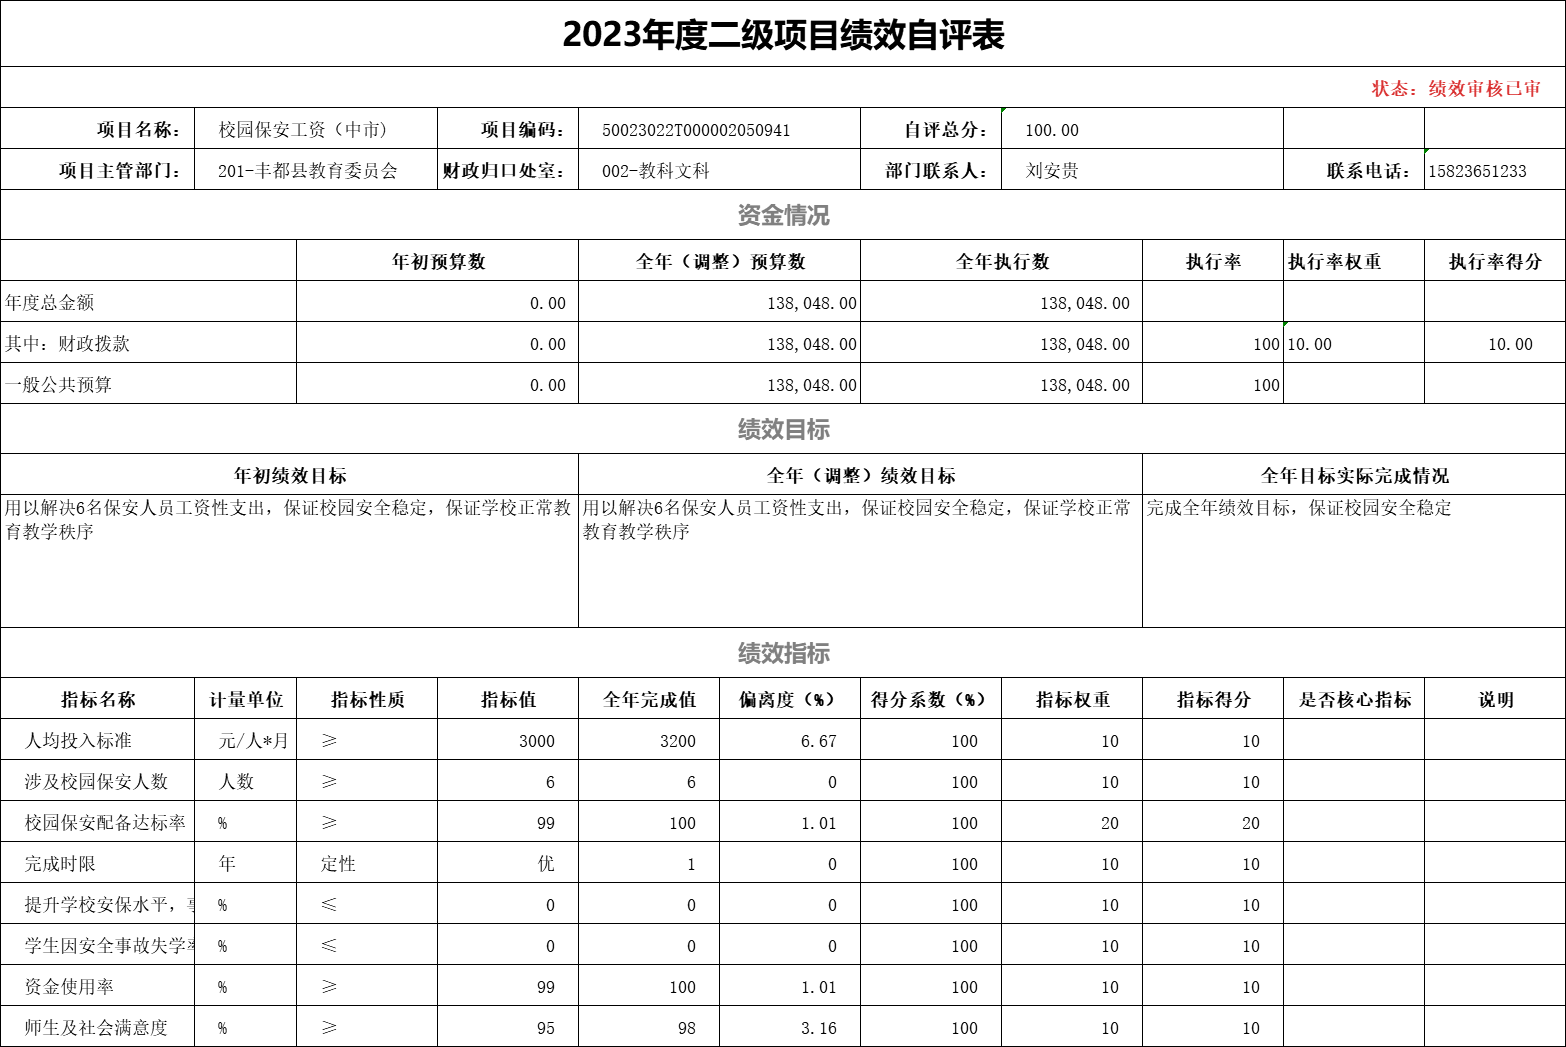 2023年度二级项目绩效自评表
状态：绩效审核已审
项目名称： 校园保安工资（中市) 项目编码： 50023022T000002050941 自评总分： 100.00
项目主管部门： 201-丰都县教育委员会 财政归口处室： 002-教科文科 部门联系人： 刘安贵 联系电话： 15823651233
资金情况
年初预算数 全年（调整）预算数 全年执行数 执行率 执行率权重 执行率得分
年度总金额 0.00 138,048.00 138,048.00
其中：财政拨款 0.00 138,048.00 138,048.00 100 10.00 10.00
一般公共预算 0.00 138,048.00 138,048.00 100
绩效目标
年初绩效目标 全年（调整）绩效目标 全年目标实际完成情况
用以解决6名保安人员工资性支出，保证校园安全稳定，保证学校正常教
育教学秩序
用以解决6名保安人员工资性支出，保证校园安全稳定，保证学校正常
教育教学秩序
完成全年绩效目标，保证校园安全稳定
绩效指标
指标名称 计量单位 指标性质 指标值 全年完成值 偏离度（%） 得分系数（%） 指标权重 指标得分 是否核心指标 说明
人均投入标准 元/人*月 ≥ 3000 3200 6.67 100 10 10
涉及校园保安人数 人数 ≥ 6 6 0 100 10 10
校园保安配备达标率 % ≥ 99 100 1.01 100 20 20
完成时限 年 定性 优 1 0 100 10 10
提升学校安保水平， % ≤ 0 0 0 100 10 10
学生因安全事故失学率 % ≤ 0 0 0 100 10 10
资金使用率 % ≥ 99 100 1.01 100 10 10
师生及社会满意度 % ≥ 95 98 3.16 100 10 10